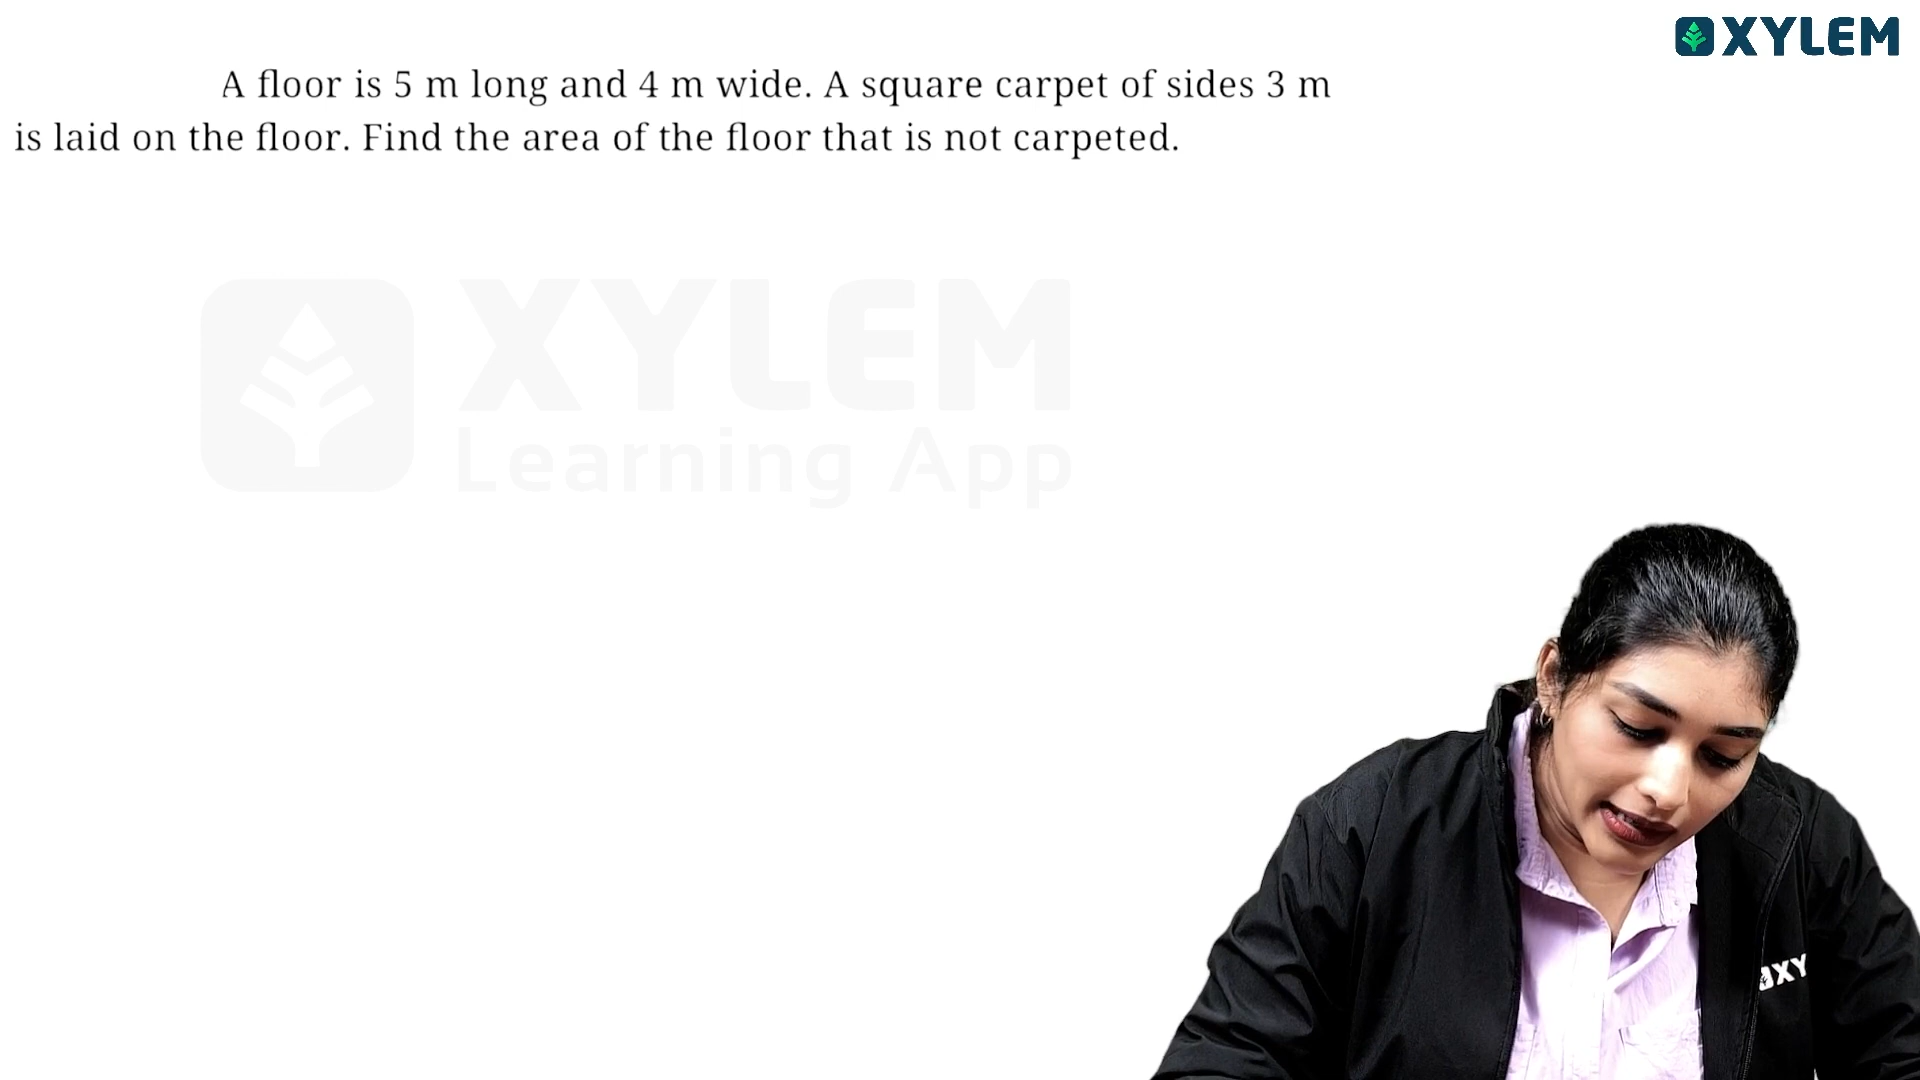 XYLEM
A floor is 5 m long and 4 m wide. A square carpet of sides 3 m
is laid on the floor. Find the area of the floor that is not carpeted.
XYLEM
Learning App
XY